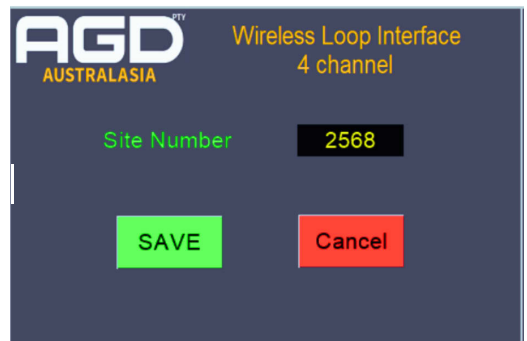 AGD PTY
AUSTRALASIA
Wireless Loop Interface
4 channel
Site Number 2568
SAVE Cancel